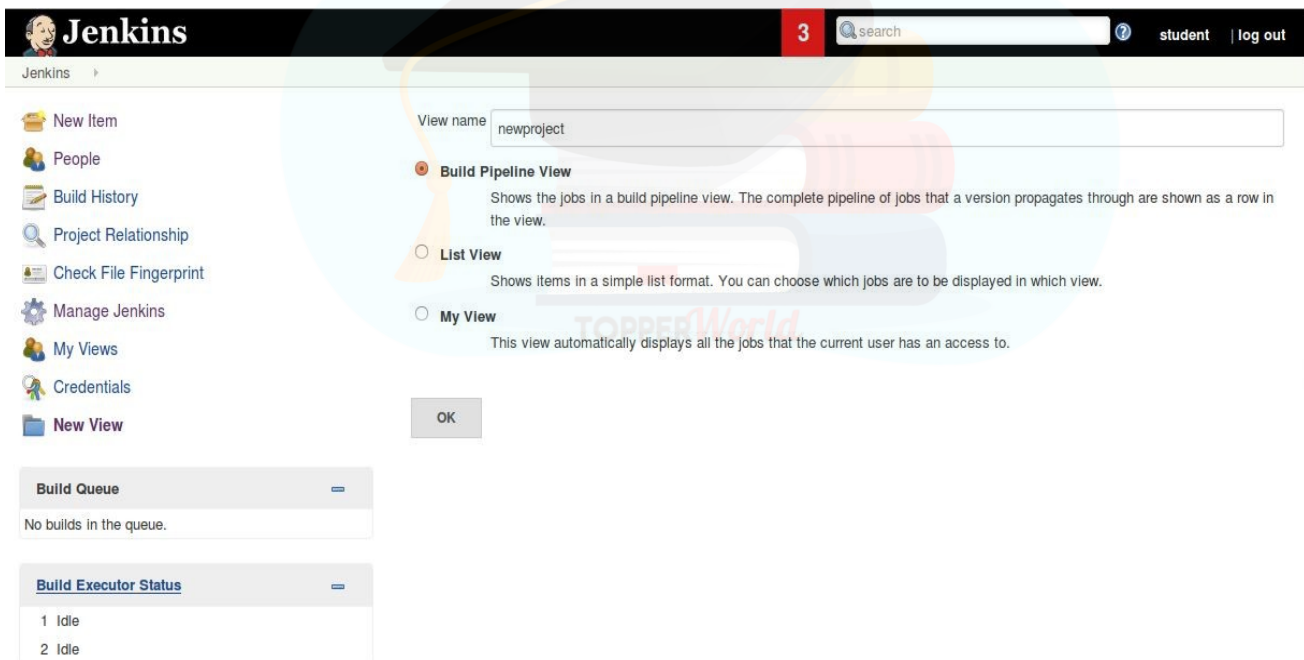 Jenkins
3
search
student | log out
Jenkins
New Item
People
Build History
Project Relationship
Check File Fingerprint
Manage Jenkins
My Views
Credentials
New View
Build Queue
No builds in the queue.
Build Executor Status
1 Idle
2 Idle
View name newproject
Build Pipeline View
Shows the jobs in a build pipeline view. The complete pipeline of jobs that a version propagates through are shown as a row in
the view.
List View
Shows items in a simple list format. You can choose which jobs are to be displayed in which view.
My View
This view automatically displays all the jobs that the current user has an access to.
TOPPER World
OK